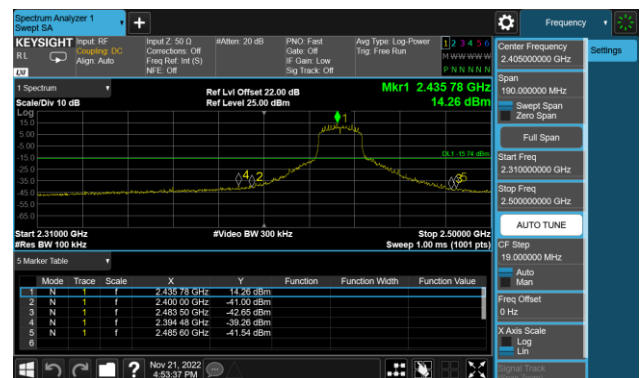 Spectrum Analyzer 1
Swept SA
Frequency
KEYSIGHT
RL
LXI
Input: RF
Coupling: DC
Align: Auto
Input Z: 50 Ω
Corrections: Off
Freq Ref: Int (S)
NFE: Off
#Atten: 20 dB
PNO: Fast
Gate: Off
IF Gain: Low
Sig Track: Off
Avg Type: Log-Power
Trig: Free Run
1 2 3 4 5 6
M W W W W W
P N N N N N
1 Spectrum
Scale/Div 10 dB
Log
Ref Lvl Offset 22.00 dB
Ref Level 25.00 dBm
Mkr1 2.435 78 GHz
14.26 dBm
15.0
5.00
-5.00
-15.0
-25.0
-35.0
-45.0
-55.0
-65.0
1
DL1 -15.74 dBm
4 2
3 5
Start 2.31000 GHz
#Res BW 100 kHz
#Video BW 300 kHz
Stop 2.50000 GHz
Sweep 1.00 ms (1001 pts)
5 Marker Table
Mode Trace Scale X Y Function Function Width Function Value
1 N 1 f 2.435 78 GHz 14.26 dBm
2 N 1 f 2.400 00 GHz -41.00 dBm
3 N 1 f 2.483 50 GHz -42.65 dBm
4 N 1 f 2.394 48 GHz -39.26 dBm
5 N 1 f 2.485 60 GHz -41.54 dBm
6
?
Nov 21, 2022
4:53:37 PM
Center Frequency
2.405000000 GHz
Settings
Span
190.000000 MHz
Swept Span
Zero Span
Full Span
Start Freq
2.310000000 GHz
Stop Freq
2.500000000 GHz
AUTO TUNE
CF Step
19.000000 MHz
Auto
Man
Freq Offset
0 Hz
X Axis Scale
Log
Lin
Signal Track